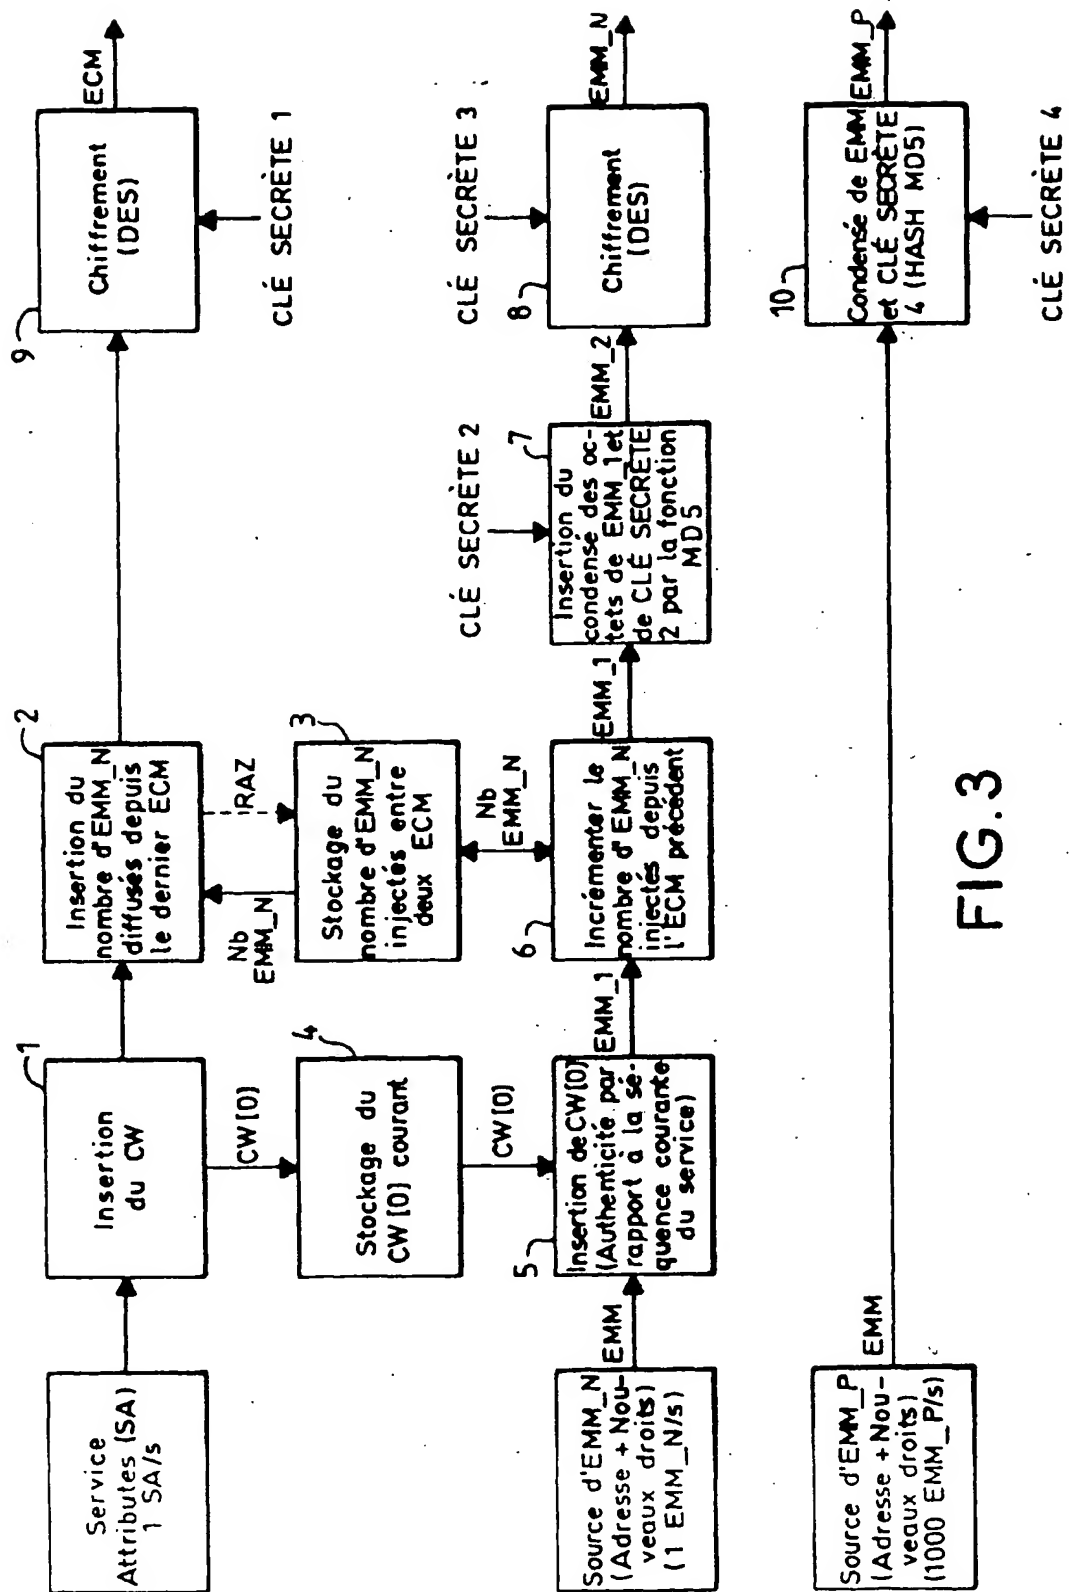 Service
Attributes (SA)
1 SA/s
1
Insertion
du CW
2
Insertion du
nombre d'EMM_N
diffusés depuis
le dernier ECM
9
Chiffrement
(DES)
ECM
CLÉ SECRÈTE 1
CW[0]
Nb
EMM_N
RAZ
4
Stockage du
CW[0] courant
3
Stockage du
nombre d'EMM_N
injectés entre
deux ECM
CW[0]
Nb
EMM_N
CLÉ SECRÈTE 2
CLÉ SECRÈTE 3
Source d'EMM_N
(Adresse + Nou-
veaux droits)
(1 EMM_N/s)
EMM
5
Insertion de CW[0]
(Authenticité par
rapport à la sé-
quence courante
du service)
EMM_1
6
Incrémenter le
nombre d'EMM_N
injectés depuis
l'ECM précédent
EMM_1
7
Insertion du
condensé des oc-
tets de EMM_1 et
de CLÉ SECRÈTE
2 par la fonction
MD5
EMM_2
8
Chiffrement
(DES)
EMM_N
Source d'EMM_P
(Adresse + Nou-
veaux droits)
(1000 EMM_P/s)
EMM
10
Condensé de EMM
et CLÉ SECRÈTE
4 (HASH MD5)
EMM_P
CLÉ SECRÈTE 4
FIG.3